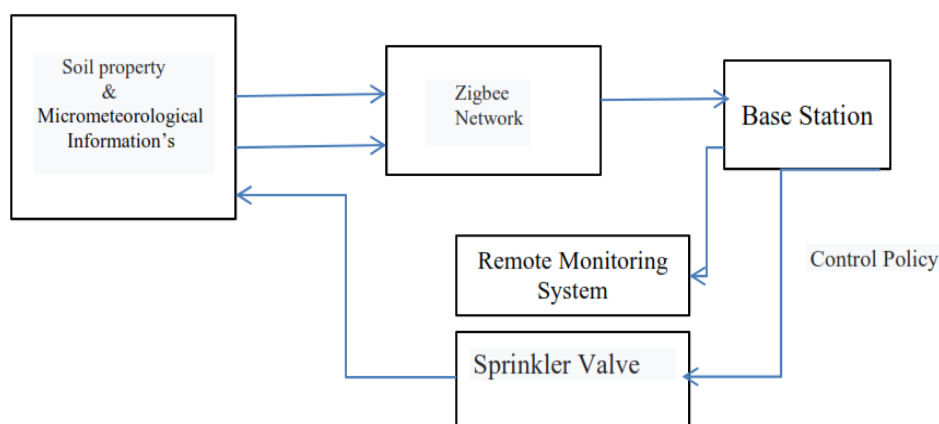 Soil property
&
Micrometeorological
Information’s
Zigbee
Network
Base Station
Remote Monitoring
System
Control Policy
Sprinkler Valve